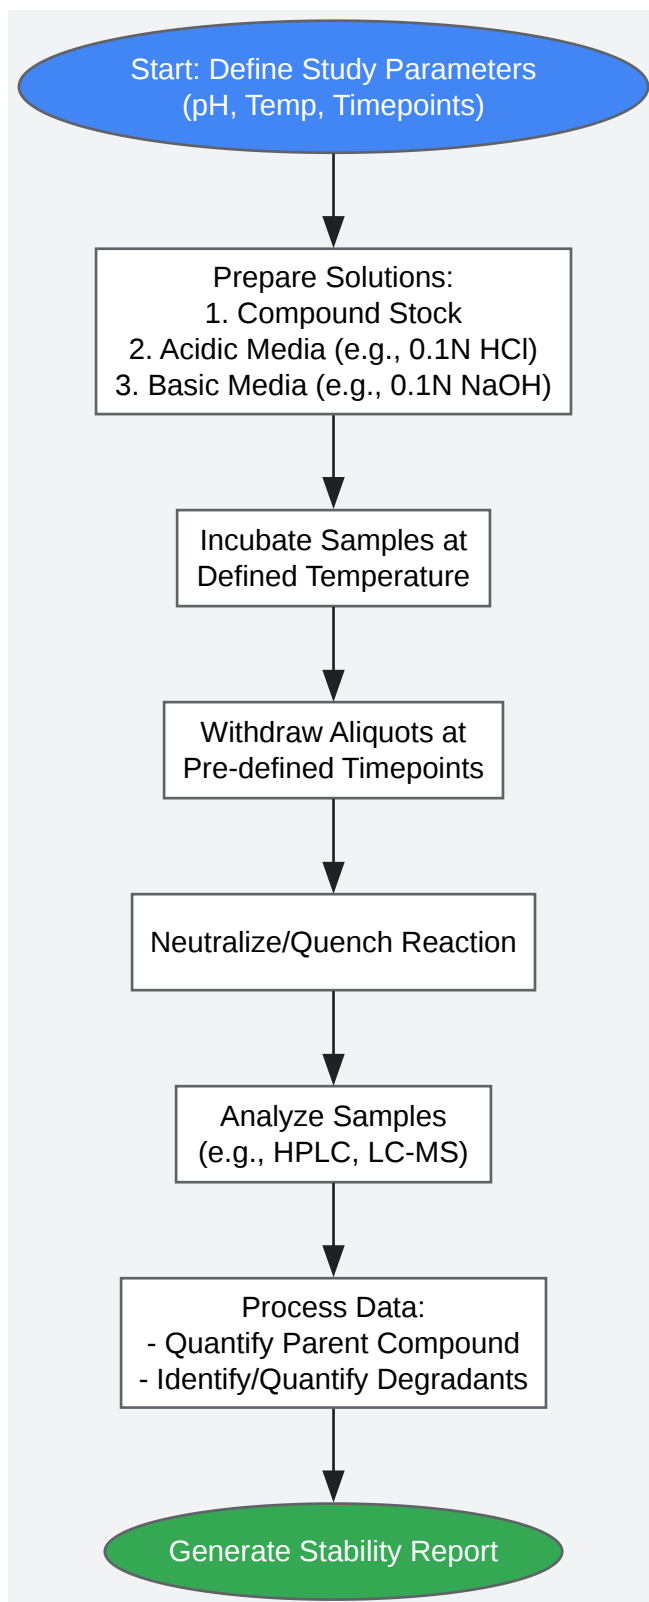 Start: Define Study Parameters
(pH, Temp, Timepoints)
Prepare Solutions:
1. Compound Stock
2. Acidic Media (e.g., 0.1N HCl)
3. Basic Media (e.g., 0.1N NaOH)
Incubate Samples at
Defined Temperature
Withdraw Aliquots at
Pre-defined Timepoints
Neutralize/Quench Reaction
Analyze Samples
(e.g., HPLC, LC-MS)
Process Data:
- Quantify Parent Compound
- Identify/Quantify Degradants
Generate Stability Report